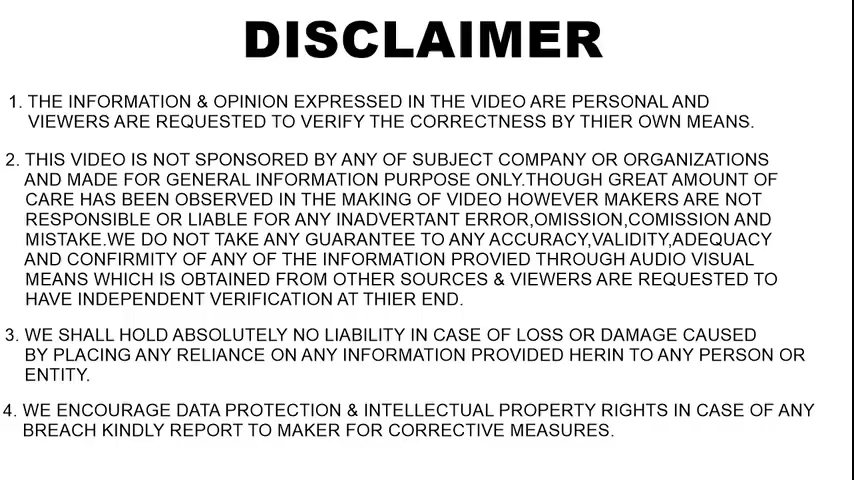 DISCLAIMER
1. THE INFORMATION & OPINION EXPRESSED IN THE VIDEO ARE PERSONAL AND
VIEWERS ARE REQUESTED TO VERIFY THE CORRECTNESS BY THIER OWN MEANS.
2. THIS VIDEO IS NOT SPONSORED BY ANY OF SUBJECT COMPANY OR ORGANIZATIONS
AND MADE FOR GENERAL INFORMATION PURPOSE ONLY.THOUGH GREAT AMOUNT OF
CARE HAS BEEN OBSERVED IN THE MAKING OF VIDEO HOWEVER MAKERS ARE NOT
RESPONSIBLE OR LIABLE FOR ANY INADVERTANT ERROR,OMISSION,COMISSION AND
MISTAKE.WE DO NOT TAKE ANY GUARANTEE TO ANY ACCURACY,VALIDITY,ADEQUACY
AND CONFIRMITY OF ANY OF THE INFORMATION PROVIED THROUGH AUDIO VISUAL
MEANS WHICH IS OBTAINED FROM OTHER SOURCES & VIEWERS ARE REQUESTED TO
HAVE INDEPENDENT VERIFICATION AT THIER END.
3. WE SHALL HOLD ABSOLUTELY NO LIABILITY IN CASE OF LOSS OR DAMAGE CAUSED
BY PLACING ANY RELIANCE ON ANY INFORMATION PROVIDED HERIN TO ANY PERSON OR
ENTITY.
4. WE ENCOURAGE DATA PROTECTION & INTELLECTUAL PROPERTY RIGHTS IN CASE OF ANY
BREACH KINDLY REPORT TO MAKER FOR CORRECTIVE MEASURES.